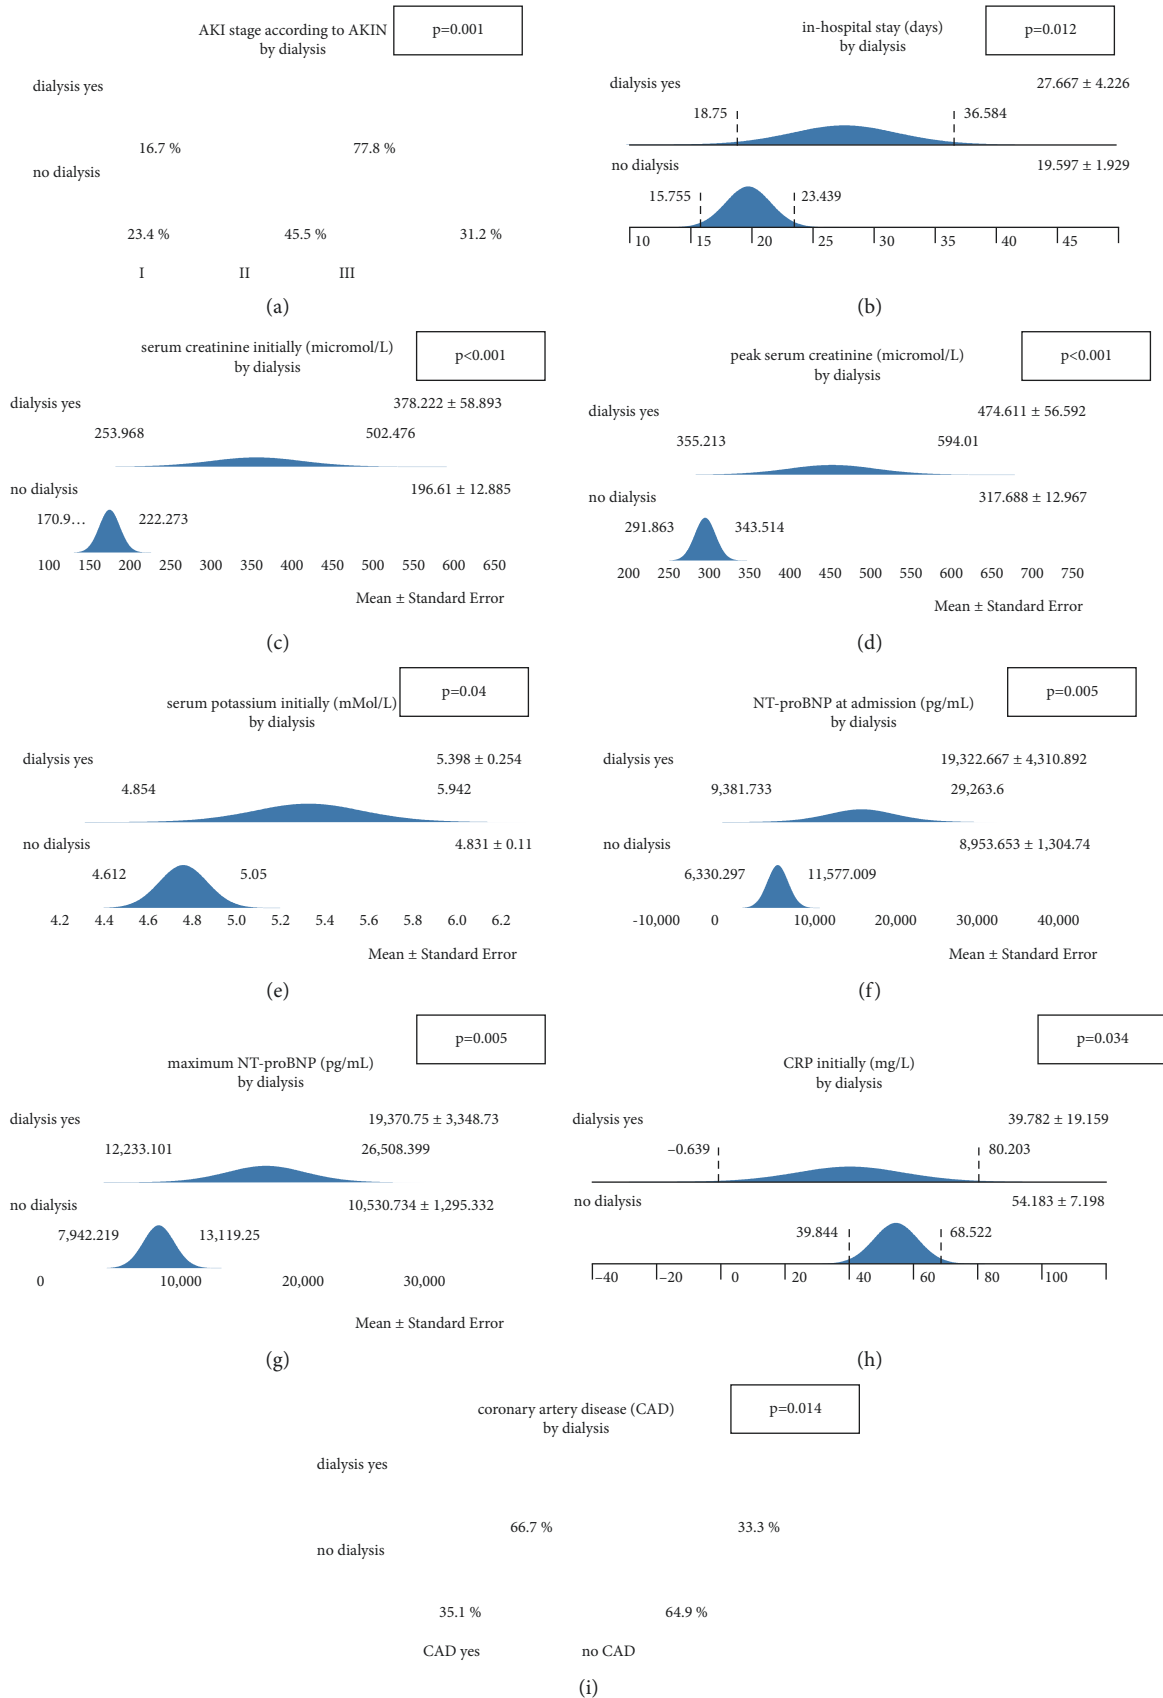 AKI stage according to AKIN
by dialysis
p=0.001
dialysis yes
16.7 %
77.8 %
no dialysis
23.4 %
45.5 %
31.2 %
I
II
III
(a)
in-hospital stay (days)
by dialysis
p=0.012
dialysis yes
27.667 ± 4.226
18.75
36.584
no dialysis
19.597 ± 1.929
15.755
23.439
10 15 20 25 30 35 40 45
(b)
serum creatinine initially (micromol/L)
by dialysis
p<0.001
dialysis yes
378.222 ± 58.893
253.968
502.476
no dialysis
196.61 ± 12.885
170.9…
222.273
100 150 200 250 300 350 400 450 500 550 600 650
Mean ± Standard Error
(c)
peak serum creatinine (micromol/L)
by dialysis
p<0.001
dialysis yes
474.611 ± 56.592
355.213
594.01
no dialysis
317.688 ± 12.967
291.863
343.514
200 250 300 350 400 450 500 550 600 650 700 750
Mean ± Standard Error
(d)
serum potassium initially (mMol/L)
by dialysis
p=0.04
dialysis yes
5.398 ± 0.254
4.854
5.942
no dialysis
4.831 ± 0.11
4.612
5.05
4.2 4.4 4.6 4.8 5.0 5.2 5.4 5.6 5.8 6.0 6.2
Mean ± Standard Error
(e)
NT-proBNP at admission (pg/mL)
by dialysis
p=0.005
dialysis yes
19,322.667 ± 4,310.892
9,381.733
29,263.6
no dialysis
8,953.653 ± 1,304.74
6,330.297
11,577.009
-10,000 0 10,000 20,000 30,000 40,000
Mean ± Standard Error
(f)
maximum NT-proBNP (pg/mL)
by dialysis
p=0.005
dialysis yes
19,370.75 ± 3,348.73
12,233.101
26,508.399
no dialysis
10,530.734 ± 1,295.332
7,942.219
13,119.25
0 10,000 20,000 30,000
Mean ± Standard Error
(g)
CRP initially (mg/L)
by dialysis
p=0.034
dialysis yes
39.782 ± 19.159
−0.639
80.203
no dialysis
54.183 ± 7.198
39.844
68.522
−40 −20 0 20 40 60 80 100
(h)
coronary artery disease (CAD)
by dialysis
p=0.014
dialysis yes
66.7 %
33.3 %
no dialysis
35.1 %
64.9 %
CAD yes
no CAD
(i)